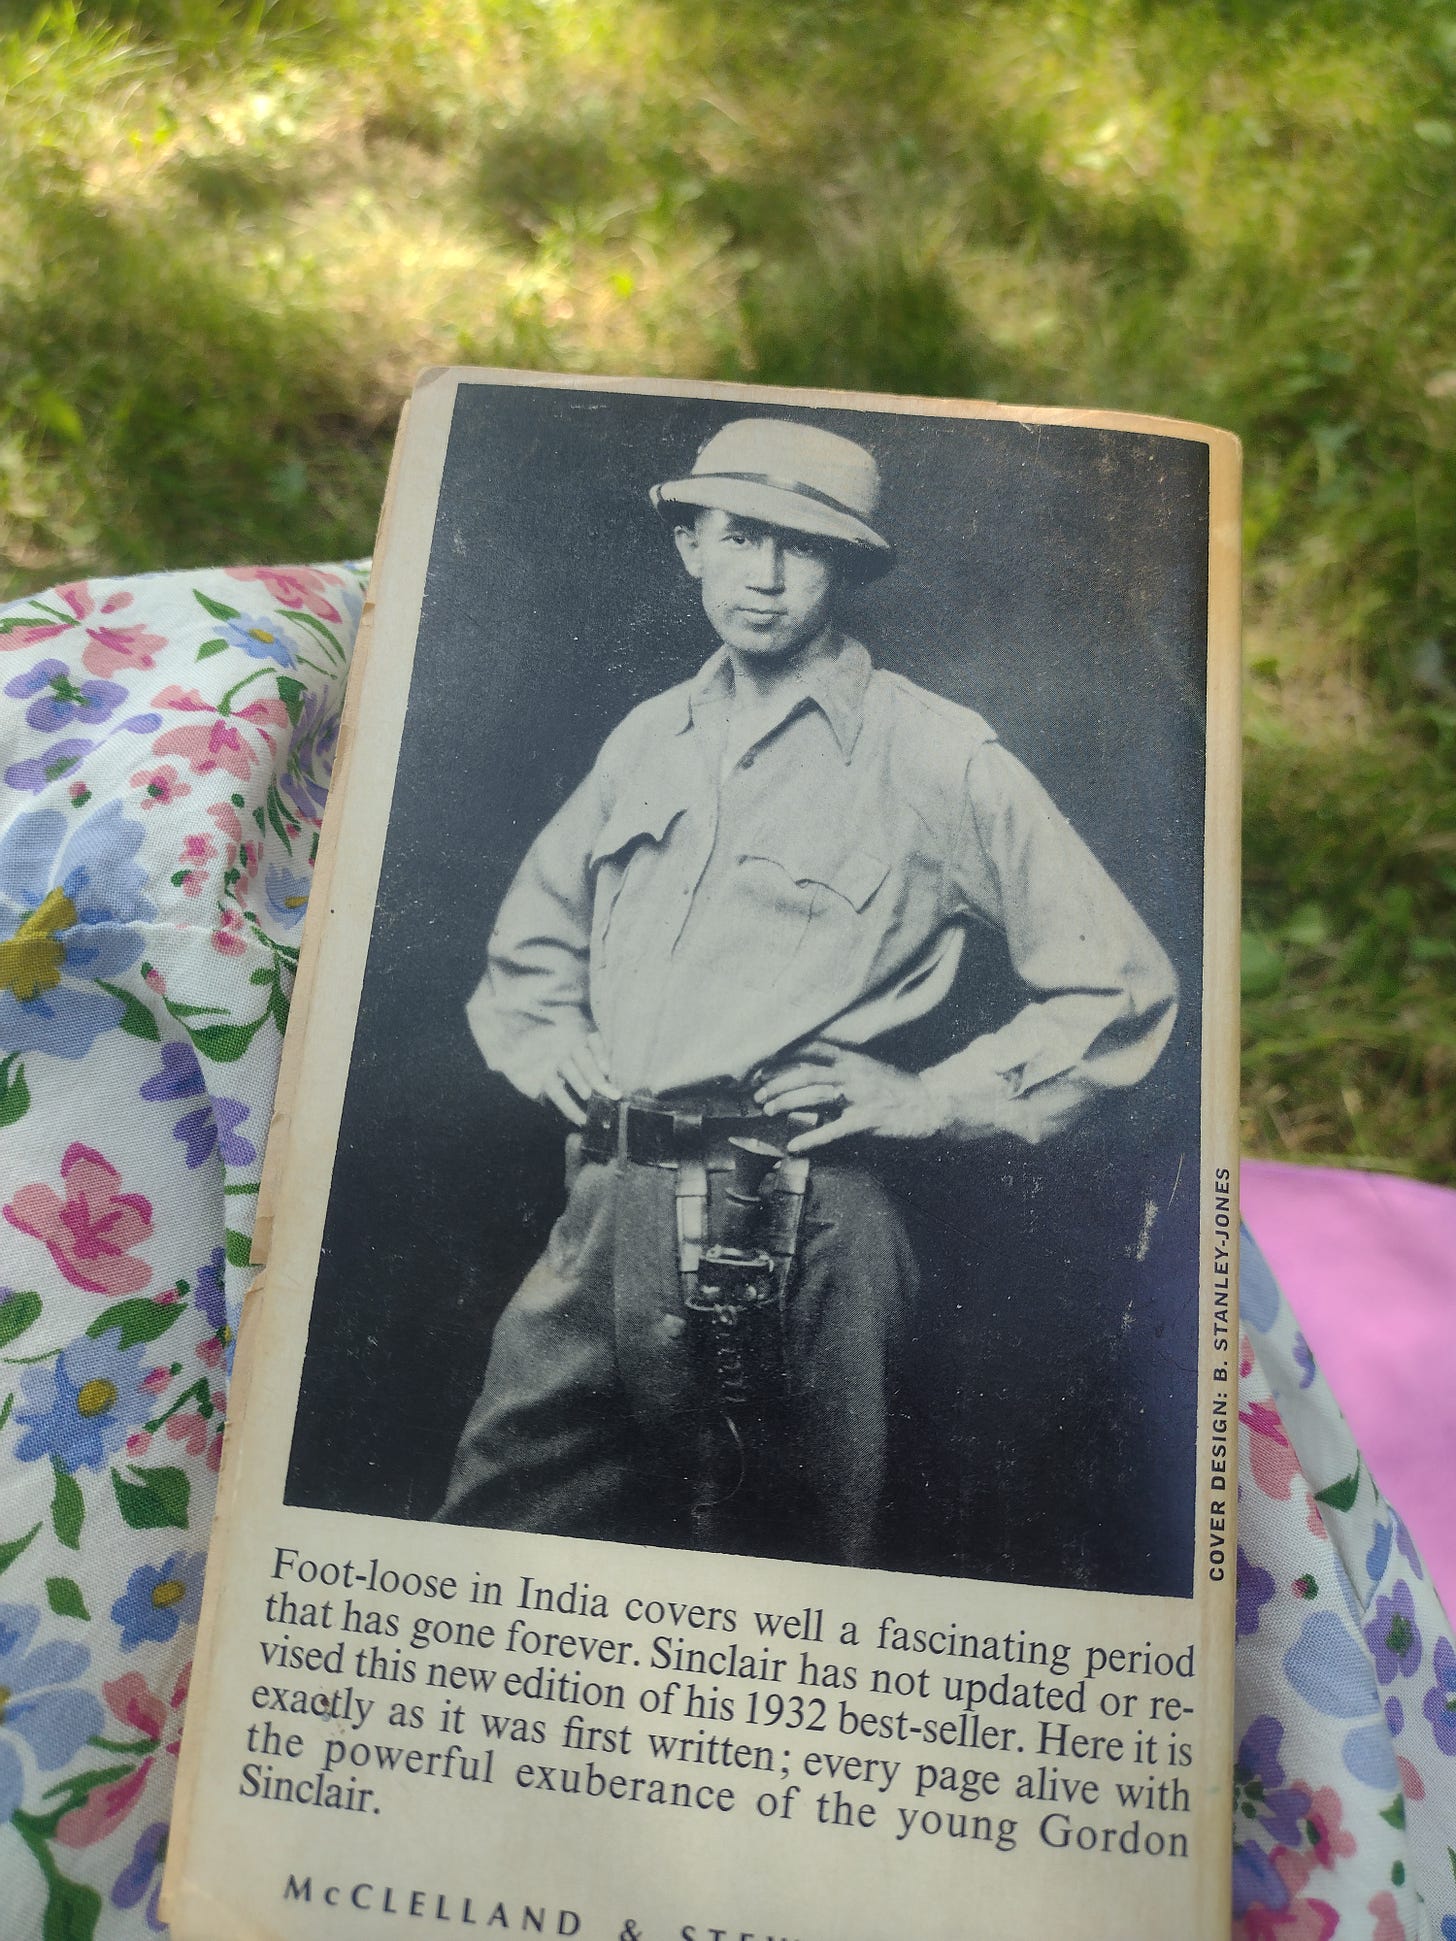 COVER DESIGN: B. STANLEY-JONES
Foot-loose in India covers well a fascinating period
that has gone forever. Sinclair has not updated or re-
vised this new edition of his 1932 best-seller. Here it is
exactly as it was first written; every page alive with
the powerful exuberance of the young Gordon
Sinclair.
McCLELLAND &